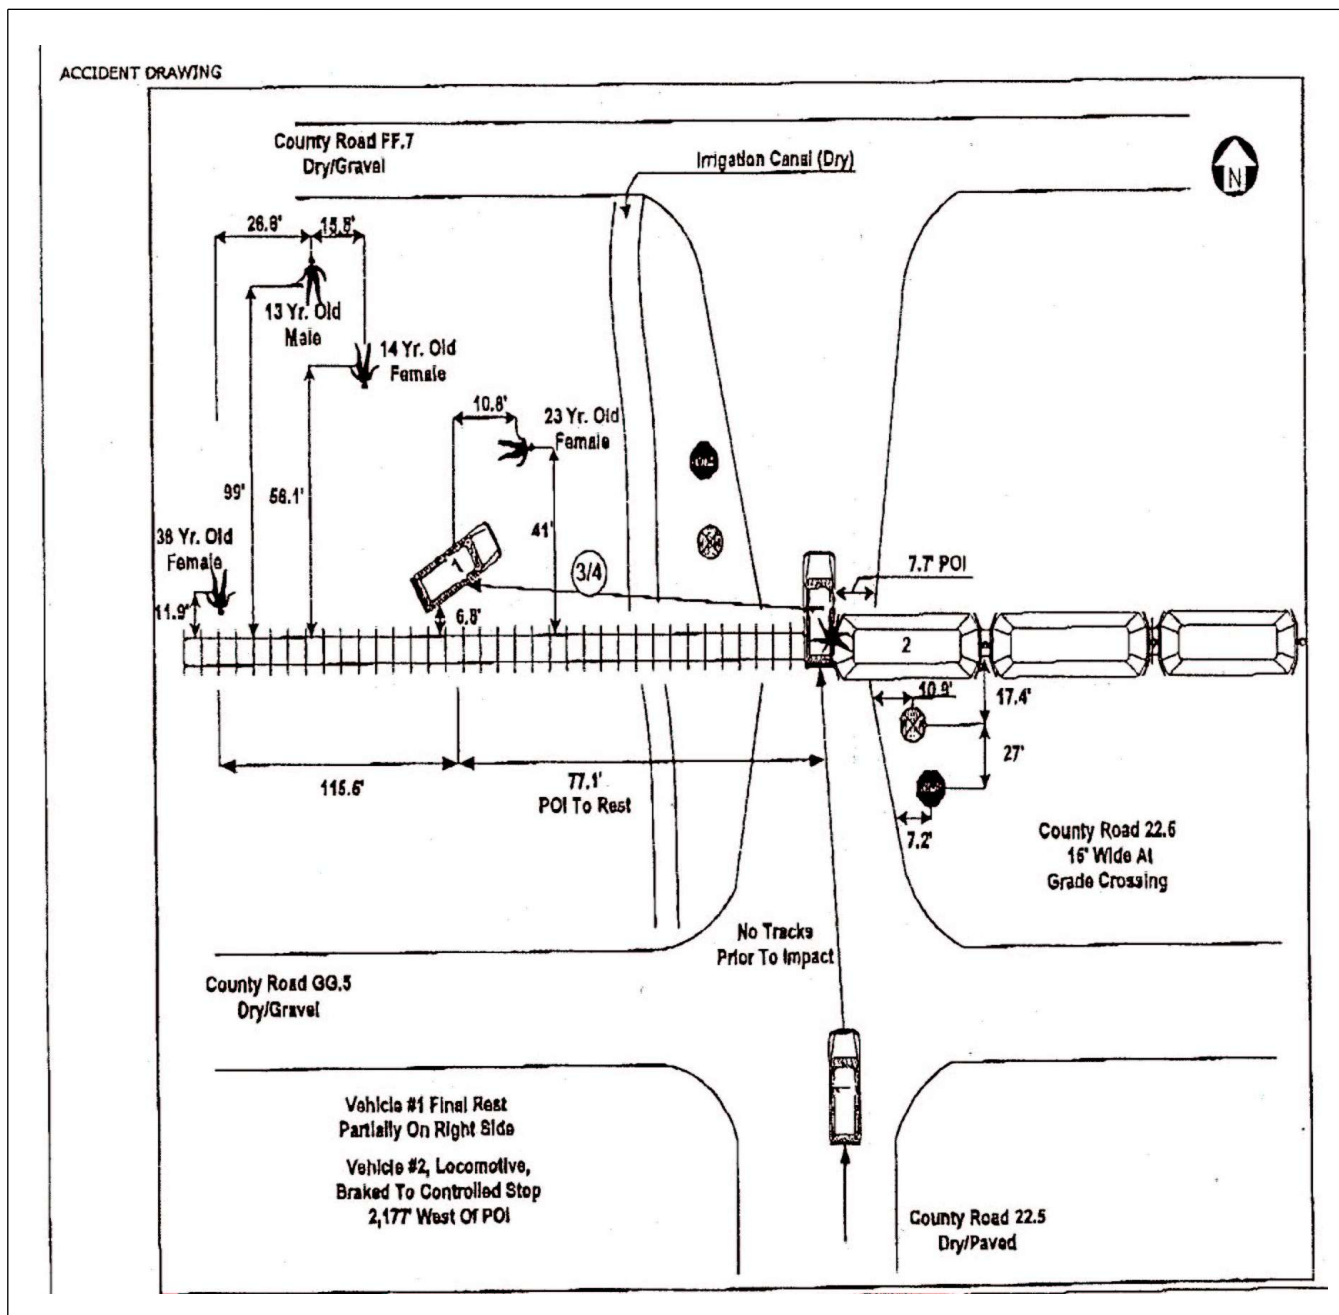 ACCIDENT DRAWING
County Road FF.7
Dry/Gravel
Irrigation Canal (Dry)
N
26.8'
15.8'
13 Yr. Old
Male
14 Yr. Old
Female
10.8'
23 Yr. Old
Female
99'
56.1'
41'
38 Yr. Old
Female
11.9'
1
3/4
6.8'
7.7' POI
2
10.9'
17.4'
27'
7.2'
115.6'
77.1'
POI To Rest
County Road 22.5
16' Wide At
Grade Crossing
No Tracks
Prior To Impact
County Road GG.5
Dry/Gravel
Vehicle #1 Final Rest
Partially On Right Side
Vehicle #2, Locomotive,
Braked To Controlled Stop
2,177' West Of POI
County Road 22.5
Dry/Paved